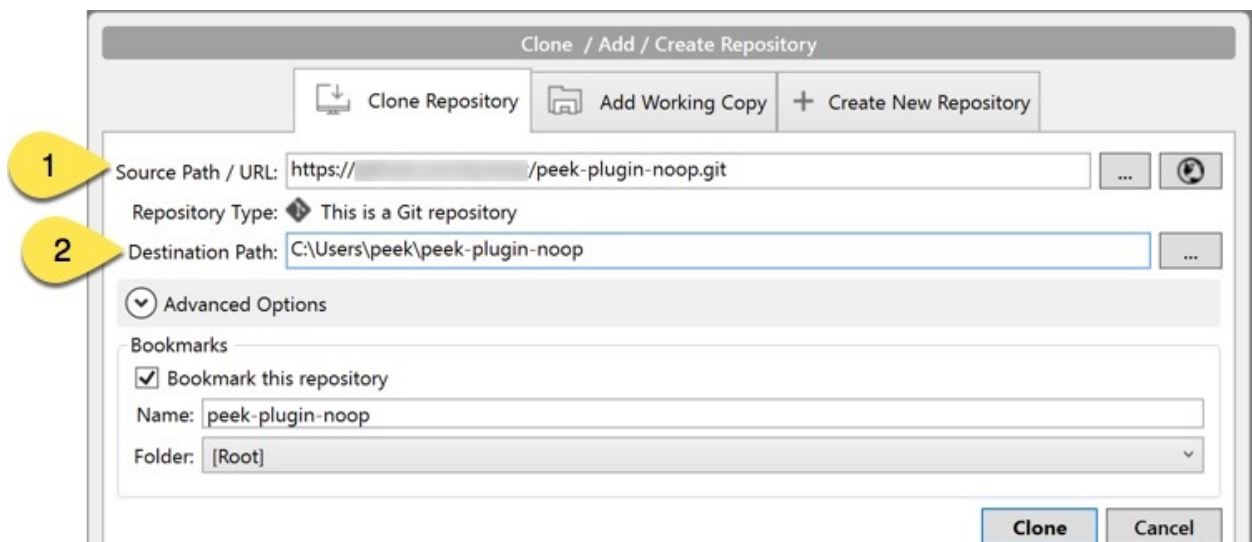 Clone / Add / Create Repository
Clone Repository
Add Working Copy
+ Create New Repository
1
Source Path / URL: https:// /peek-plugin-noop.git ...
Repository Type: This is a Git repository
2
Destination Path: C:\Users\peek\peek-plugin-noop ...
Advanced Options
Bookmarks
Bookmark this repository
Name: peek-plugin-noop
Folder: [Root]
Clone Cancel